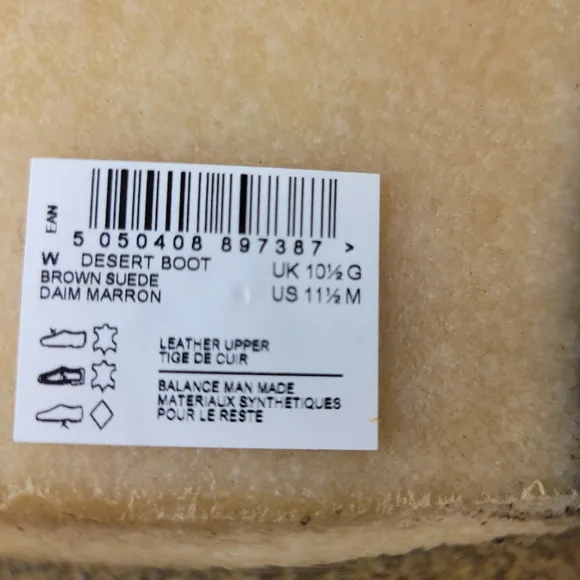 EAN
5 050408 897387 >
W DESERT BOOT UK 10½ G
BROWN SUEDE US 11½ M
DAIM MARRON
LEATHER UPPER
TIGE DE CUIR
BALANCE MAN MADE
MATERIAUX SYNTHETIQUES
POUR LE RESTE